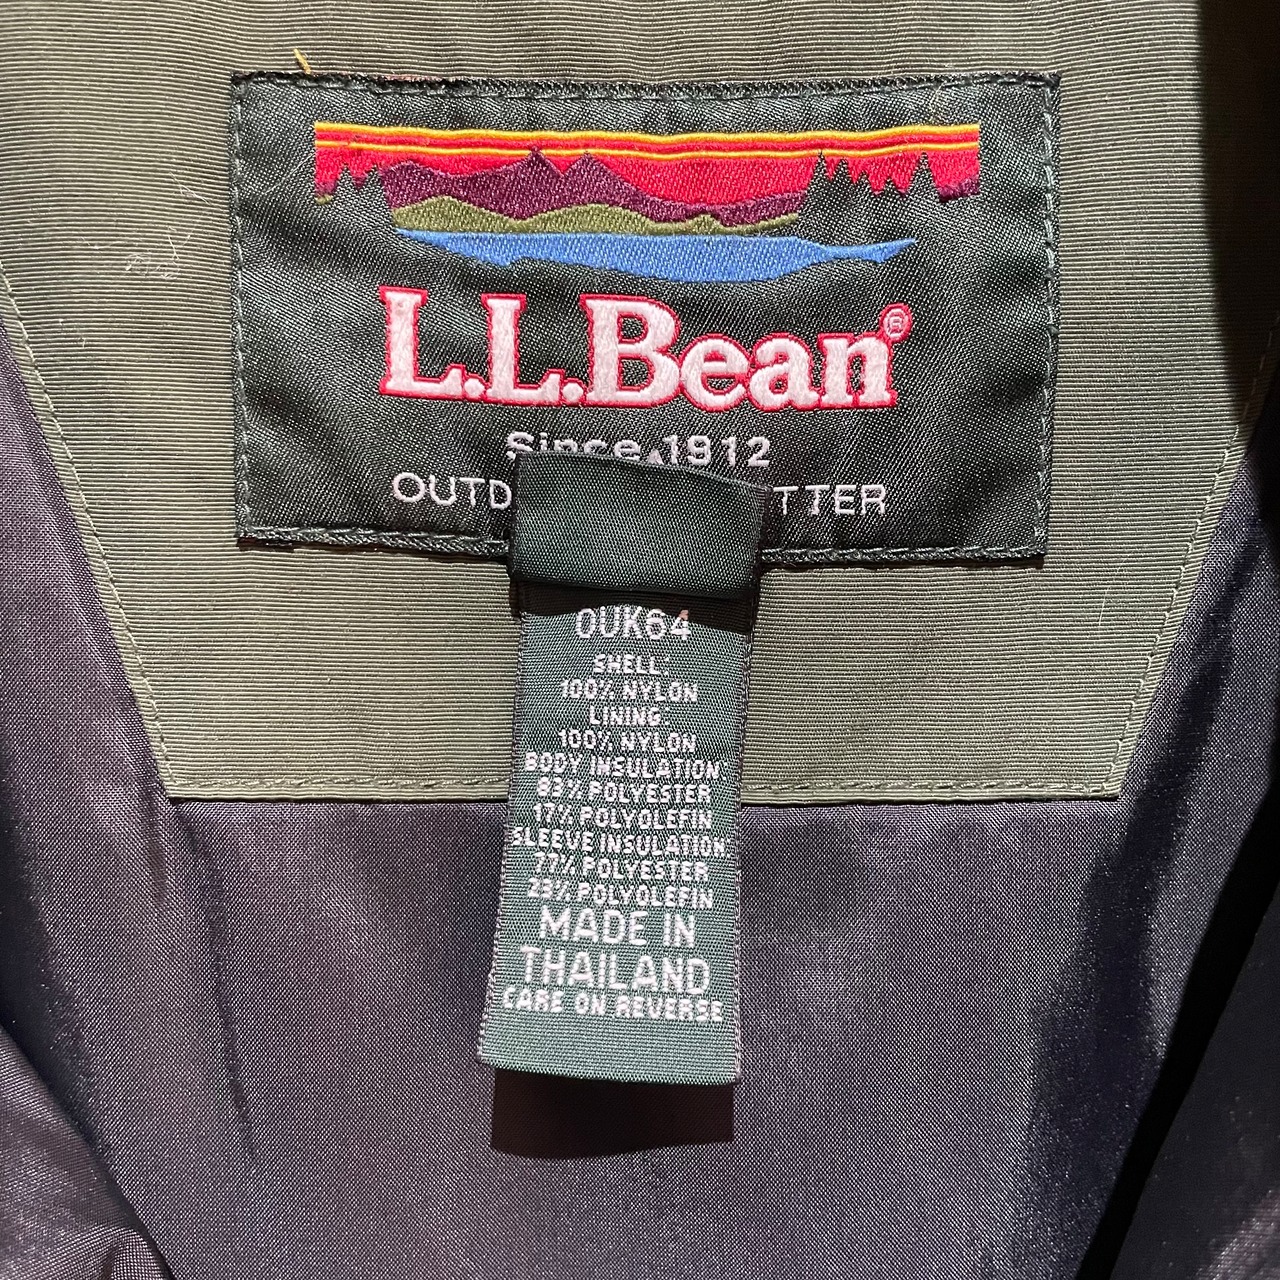 L.L.Bean®
Since 1912
OUTD TTER
OUK64
SHELL:
100% NYLON
LINING:
100% NYLON
BODY INSULATION
83% POLYESTER
17% POLYOLEFIN
SLEEVE INSULATION
77% POLYESTER
23% POLYOLEFIN
MADE IN
THAILAND
CARE ON REVERSE